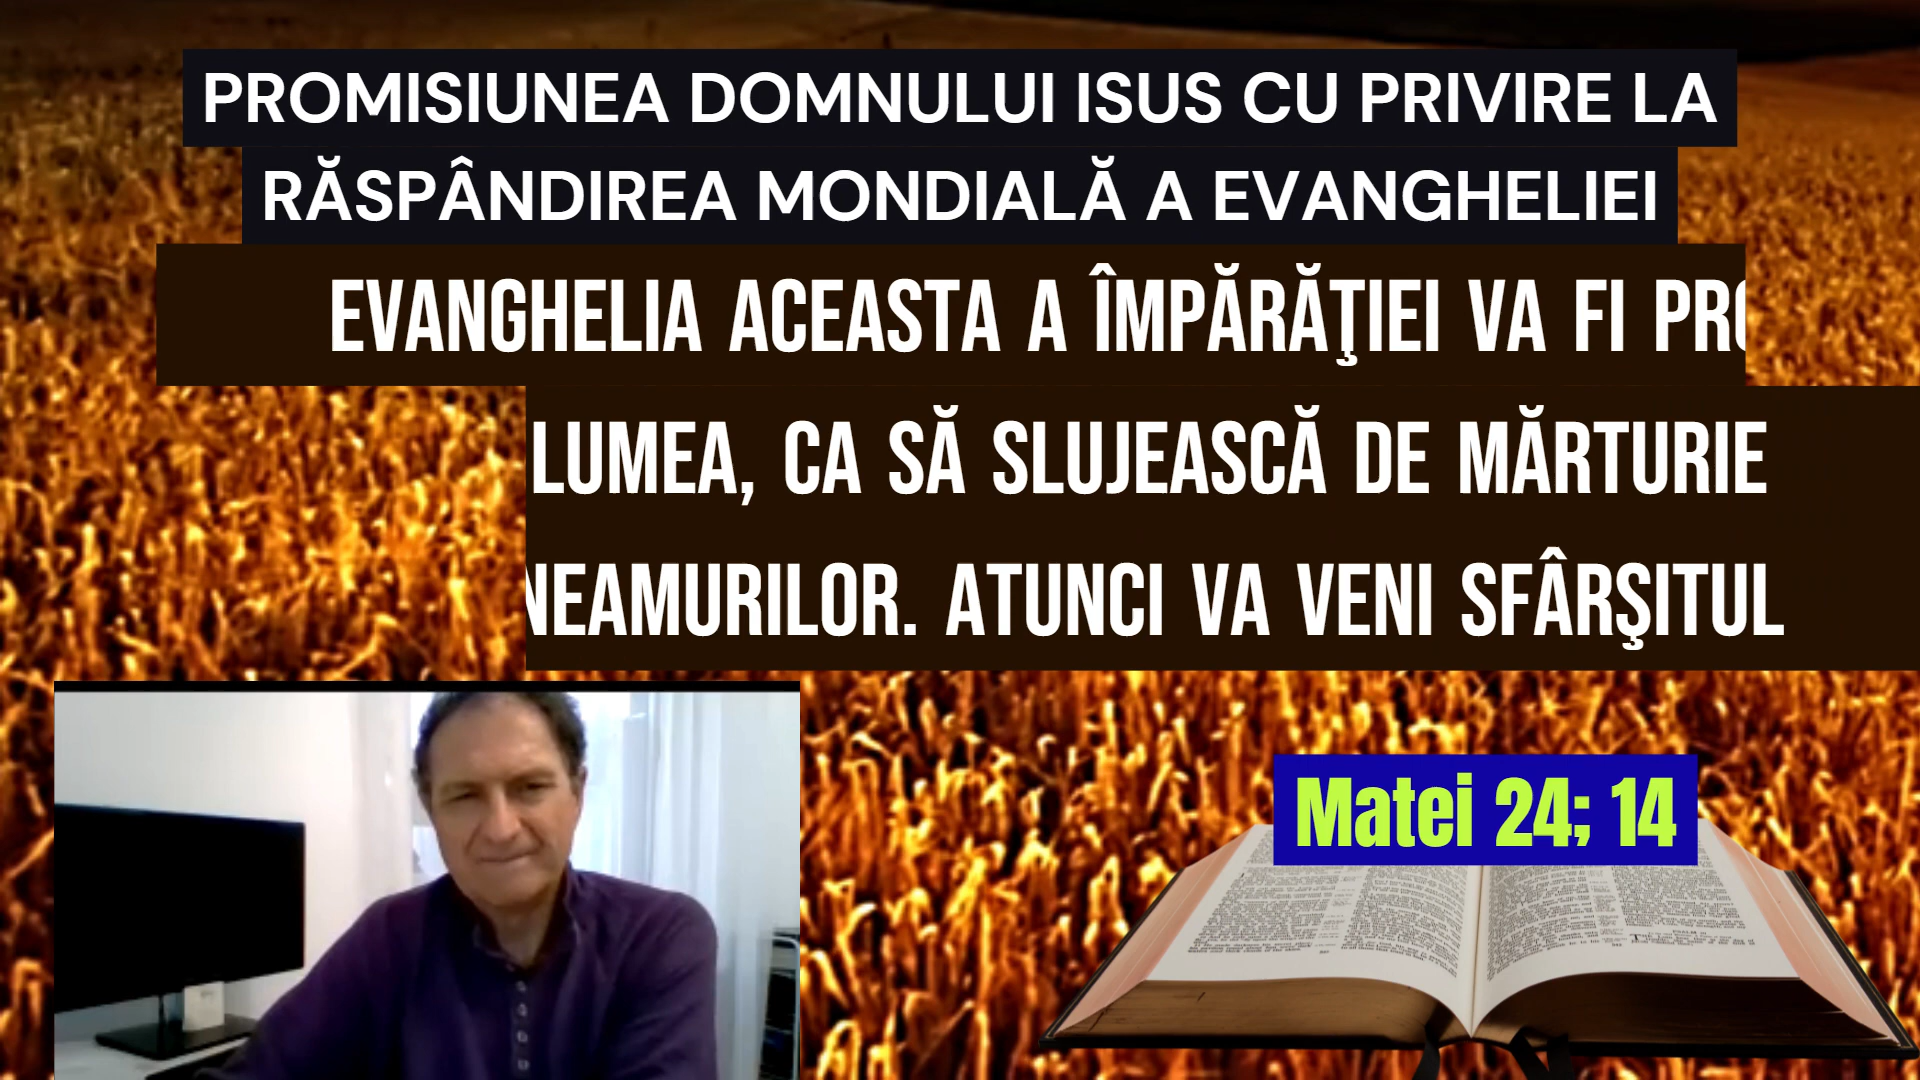 PROMISIUNEA DOMNULUI ISUS CU PRIVIRE LA
RĂSPÂNDIREA MONDIALĂ A EVANGHELIEI
EVANGHELIA ACEASTA A ÎMPĂRĂŢIEI VA FI
LUMEA, CA SĂ SLUJEASCĂ DE MĂRTURIE
NEAMURILOR. ATUNCI VA VENI SFÂRŞITUL
Matei 24; 14